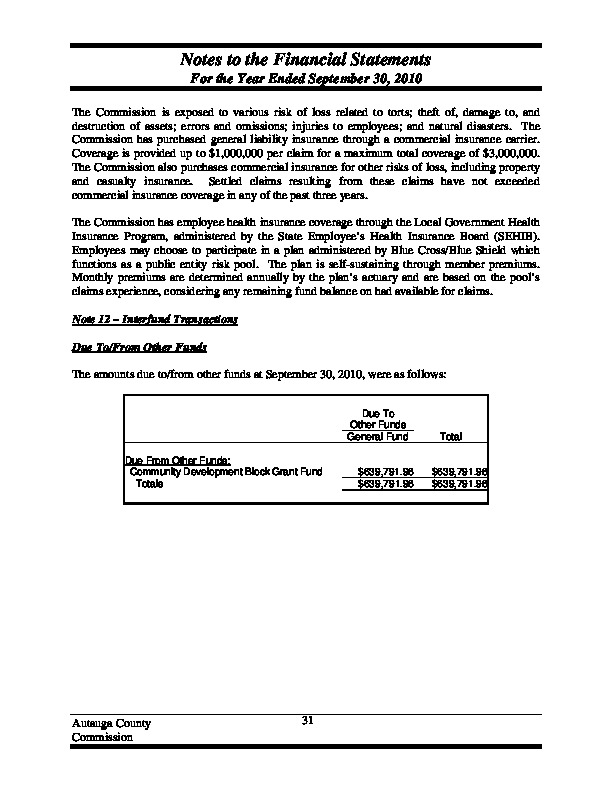 Notes to the Financial Statements
For the Year Ended September 30, 2010
The Commission is exposed to various risk of loss related to torts; theft of, damage to, and
destruction of assets; errors and omissions; injuries to employees; and natural disasters. The
Commission has purchased general liability insurance through a commercial insurance carrier.
Coverage is provided up to $1,000,000 per claim for a maximum total coverage of $3,000,000.
The Commission also purchases commercial insurance for other risks of loss, including property
and casualty insurance. Settled claims resulting from these claims have not exceeded
commercial insurance coverage in any of the past three years.
The Commission has employee health insurance coverage through the Local Government Health
Insurance Program, administered by the State Employee's Health Insurance Board (SEHIB).
Employees may choose to participate in a plan administered by Blue Cross/Blue Shield which
functions as a public entity risk pool. The plan is self-sustaining through member premiums.
Monthly premiums are determined annually by the plan's actuary and are based on the pool's
claims experience, considering any remaining fund balance on had available for claims.
Note 12 – Interfund Transactions
Due To/From Other Funds
The amounts due to/from other funds at September 30, 2010, were as follows:
Due To
Other Funds
General Fund Total
Due From Other Funds:
Community Development Block Grant Fund $639,791.96 $639,791.96
Totals $639,791.96 $639,791.96
Autauga County 31
Commission